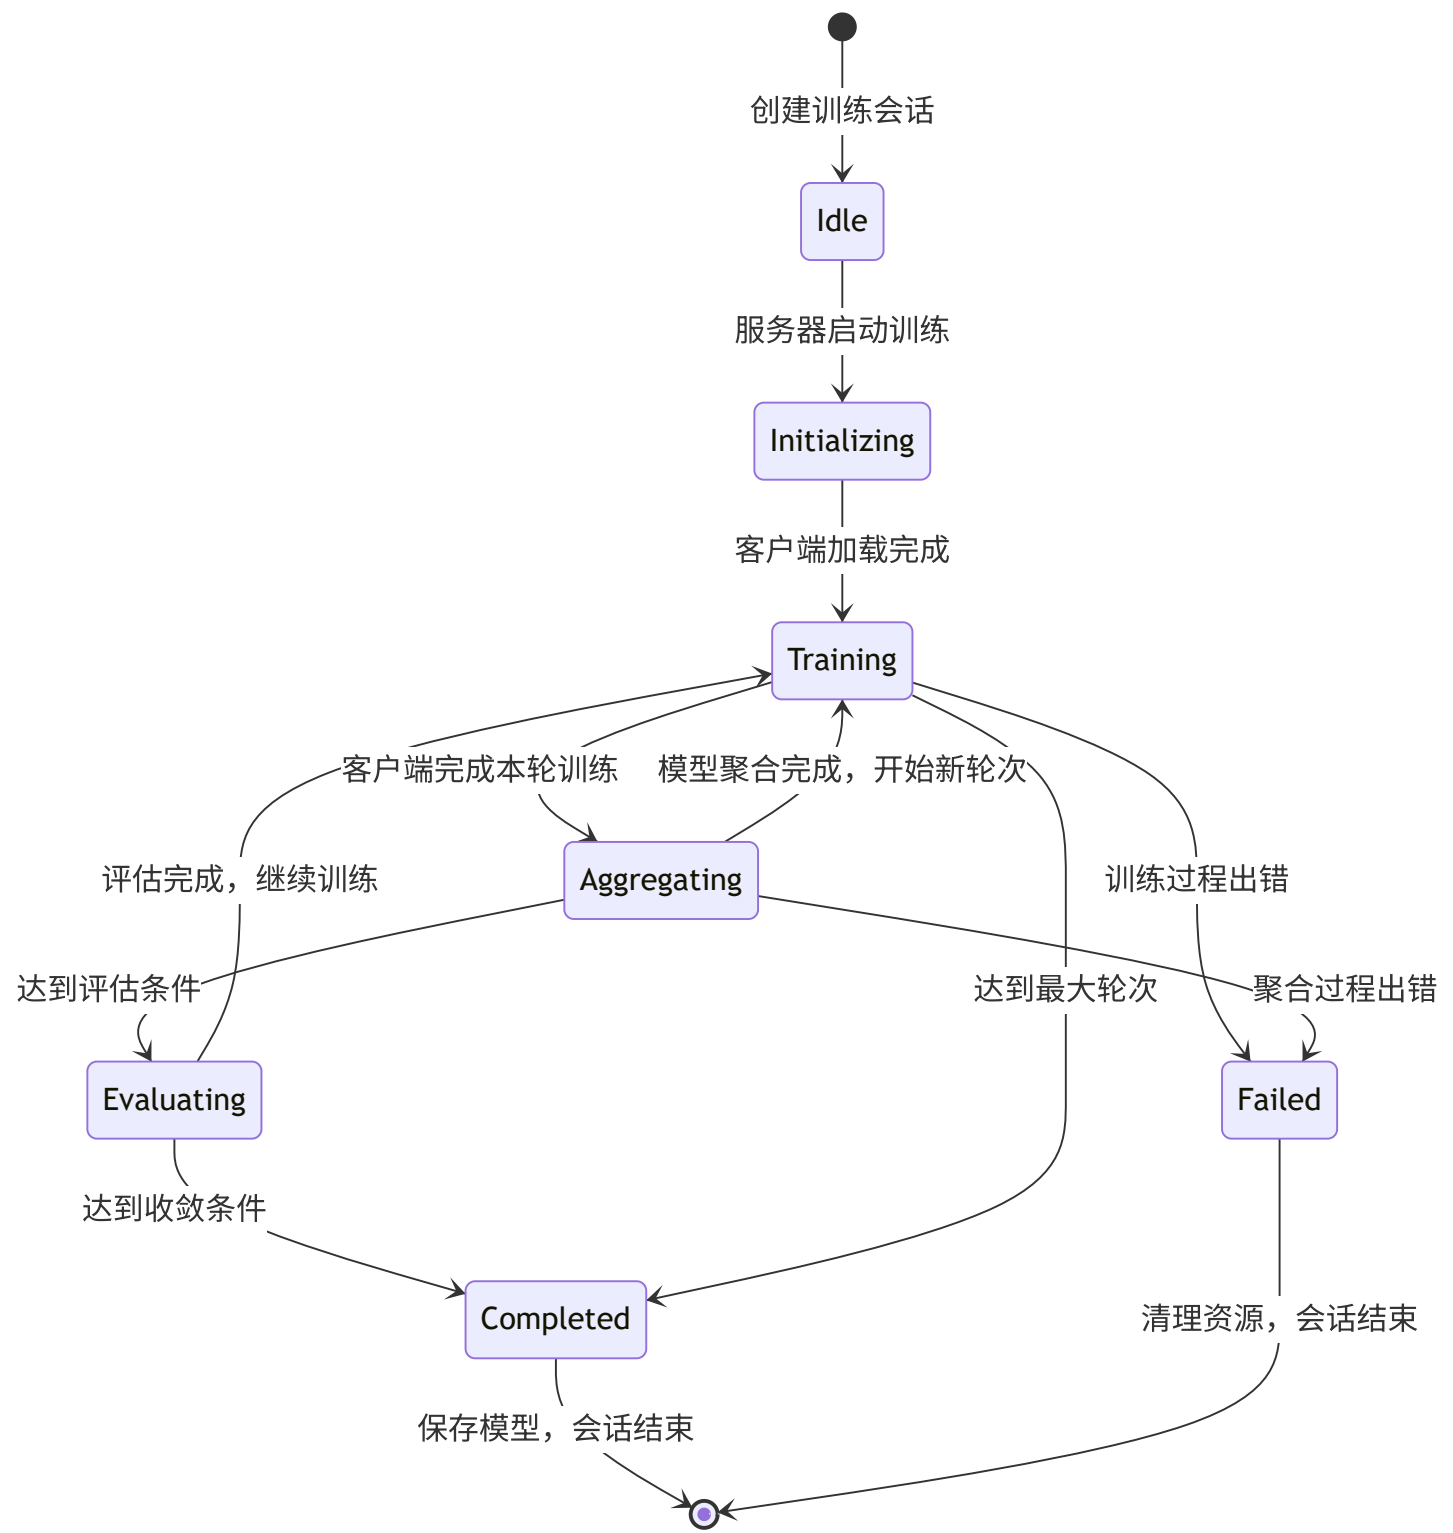 创建训练会话
Idle
服务器启动训练
Initializing
客户端加载完成
Training
客户端完成本轮训练
模型聚合完成，开始新轮次
评估完成，继续训练
Aggregating
训练过程出错
达到评估条件
达到最大轮次
聚合过程出错
Evaluating
Failed
达到收敛条件
Completed
清理资源，会话结束
保存模型，会话结束